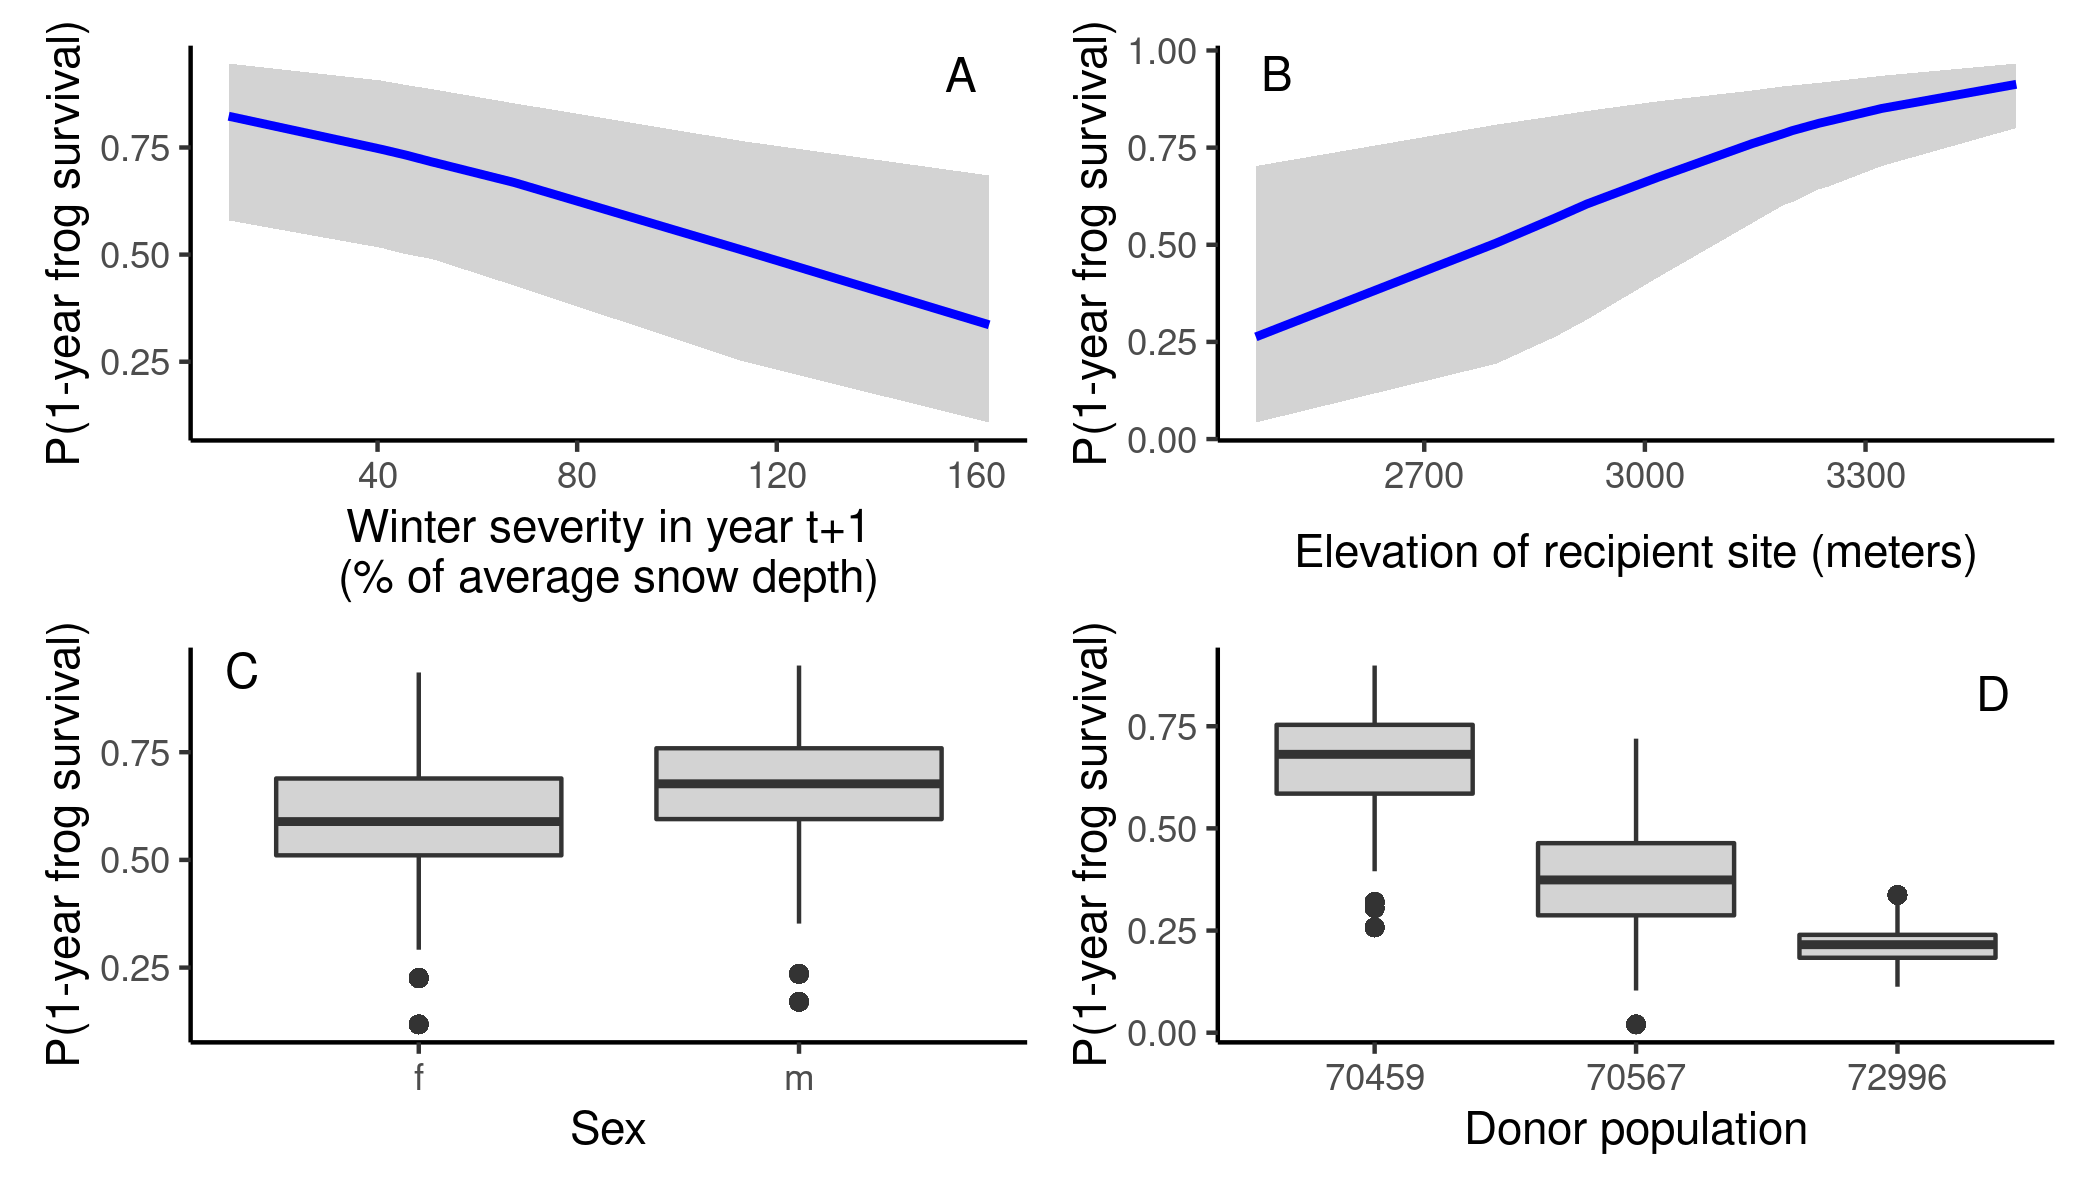 P(1-year frog survival)
A
0.75
0.50
0.25
40 80 120 160
Winter severity in year t+1
(% of average snow depth)
P(1-year frog survival)
B
1.00
0.75
0.50
0.25
0.00
2700 3000 3300
Elevation of recipient site (meters)
P(1-year frog survival)
C
0.75
0.50
0.25
f m
Sex
P(1-year frog survival)
D
0.75
0.50
0.25
0.00
70459 70567 72996
Donor population